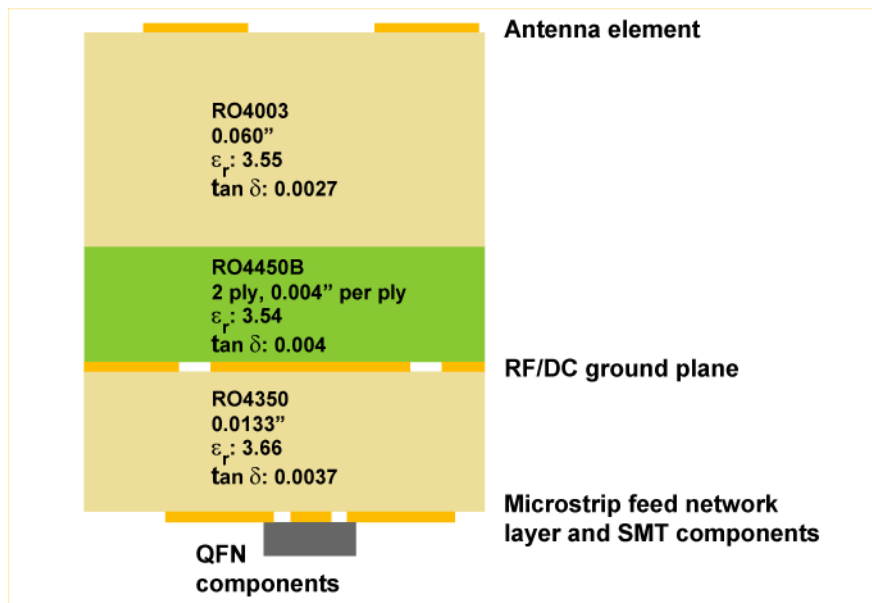 Antenna element
RO4003
0.060”
εr: 3.55
tan δ: 0.0027
RO4450B
2 ply, 0.004” per ply
εr: 3.54
tan δ: 0.004
RF/DC ground plane
RO4350
0.0133”
εr: 3.66
tan δ: 0.0037
Microstrip feed network
layer and SMT components
QFN
components